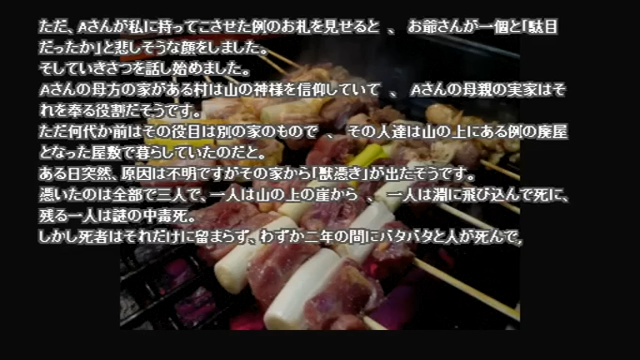 ただ、Aさんが私に持ってこさせた例のお札を見せると 、 お爺さんが一個と「駄目
だったか」と悲しそうな顔をしました。
そしていきさつを話し始めました。
Aさんの母方の家がある村は山の神様を信仰していて 、 Aさんの母親の実家はそ
れを奉る役割だそうです。
ただ何代か前はその役目は別の家のもので 、 その人達は山の上にある例の廃屋
となった屋敷で暮らしていたのだと。
ある日突然、原因は不明ですがその家から「獣憑き」が出たそうです。
憑いたのは全部で三人で、一人は山の上の崖から 、 一人は淵に飛び込んで死に、
残る一人は謎の中毒死。
しかし死者はそれだけに留まらず、わずか二年の間にバタバタと人が死んで,